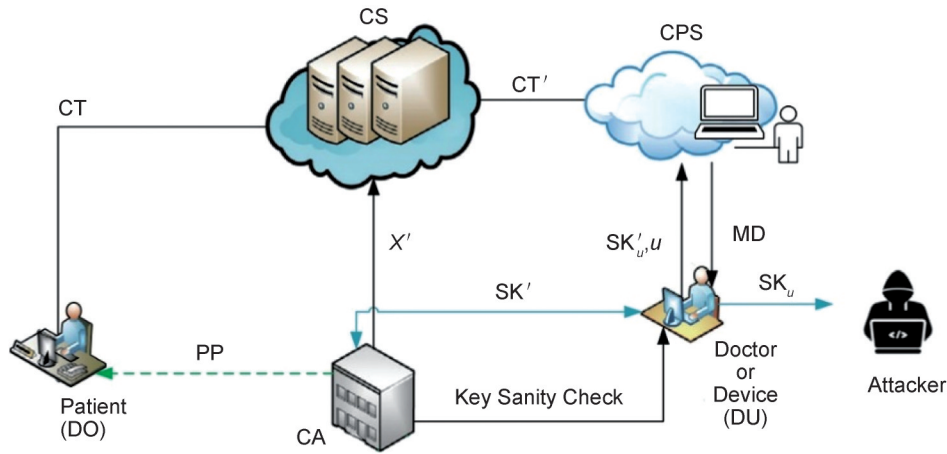 CS
CPS
CT
CT′
X′
SK′u,u
MD
SK′
SKu
PP
Key Sanity Check
Patient
(DO)
CA
Doctor
or
Device
(DU)
Attacker
</>